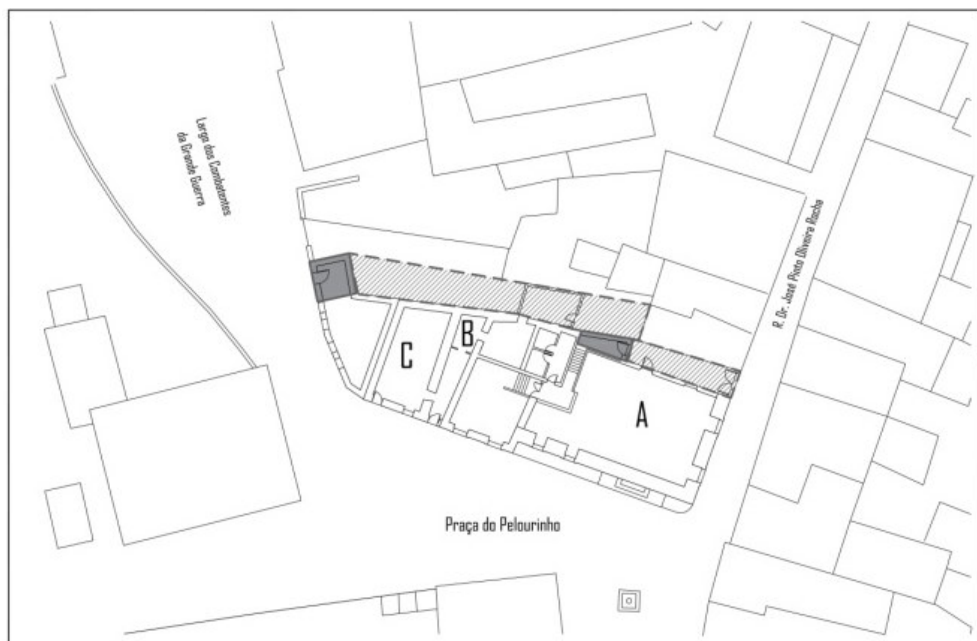 Largo dos Combatentes
da Grande Guerra
R. Dr. José Pinto Oliveira Rocha
C
B
A
Praça do Pelourinho